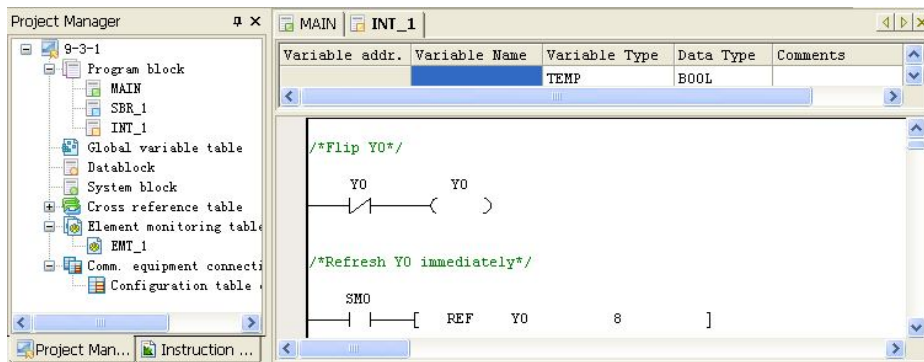 Project Manager
9-3-1
Program block
MAIN
SBR_1
INT_1
Global variable table
Datablock
System block
Cross reference table
Element monitoring table
EMT_1
Comm. equipment connecti
Configuration table
Project Man... Instruction ...
MAIN INT_1
Variable addr. Variable Name Variable Type Data Type Comments
TEMP BOOL
/*Flip Y0*/
Y0 Y0
/*Refresh Y0 immediately*/
SM0
[ REF Y0 8 ]